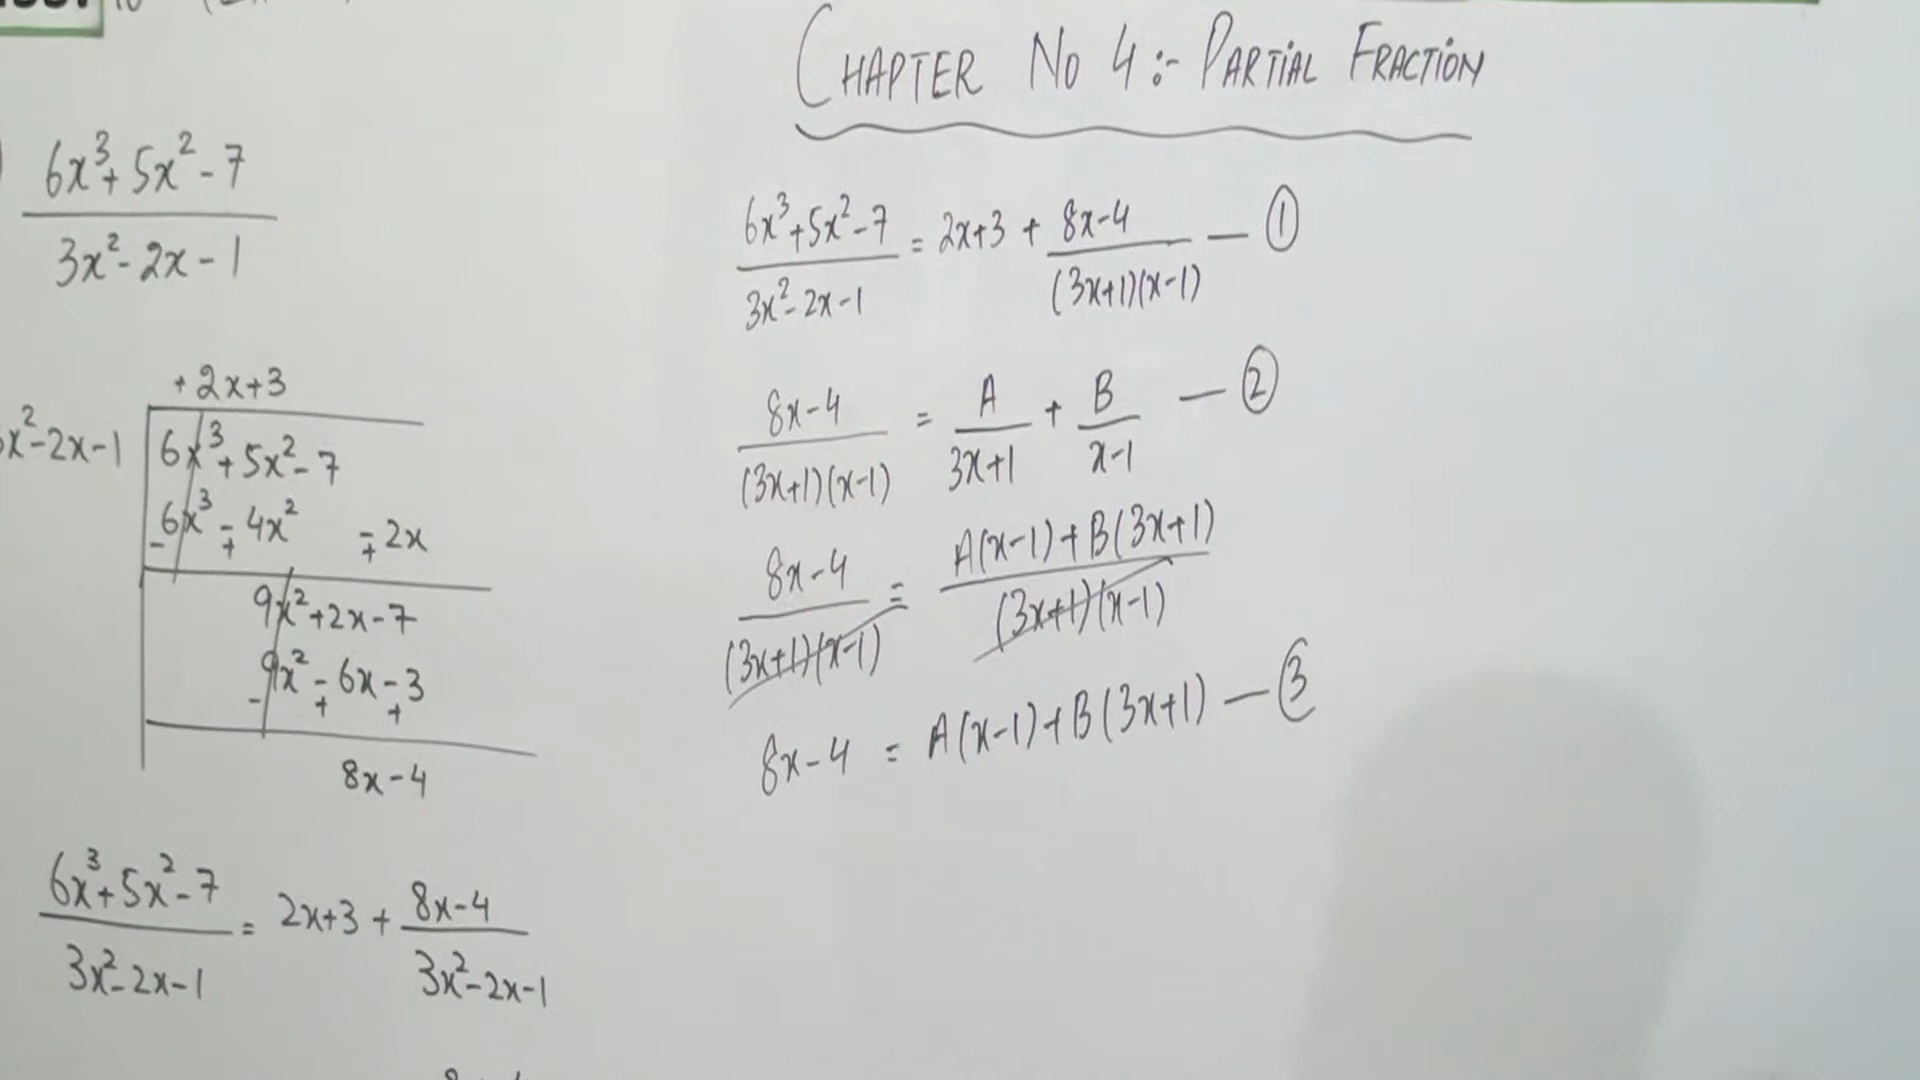 CHAPTER NO 4:- PARTIAL FRACTION
6x³+5x²-7
3x²-2x-1
+2x+3
x²-2x-1
6x³+5x²-7
6x³-4x² -2x
- + +
9x²+2x-7
9x²-6x-3
- + +
8x-4
6x³+5x²-7 = 2x+3 + 8x-4
3x²-2x-1 3x²-2x-1
6x³+5x²-7 = 2x+3 + 8x-4 — ①
3x²-2x-1 (3x+1)(x-1)
8x-4 = A + B — ②
(3x+1)(x-1) 3x+1 x-1
8x-4 = A(x-1)+B(3x+1)
(3x+1)(x-1) (3x+1)(x-1)
8x-4 = A(x-1)+B(3x+1) — ③